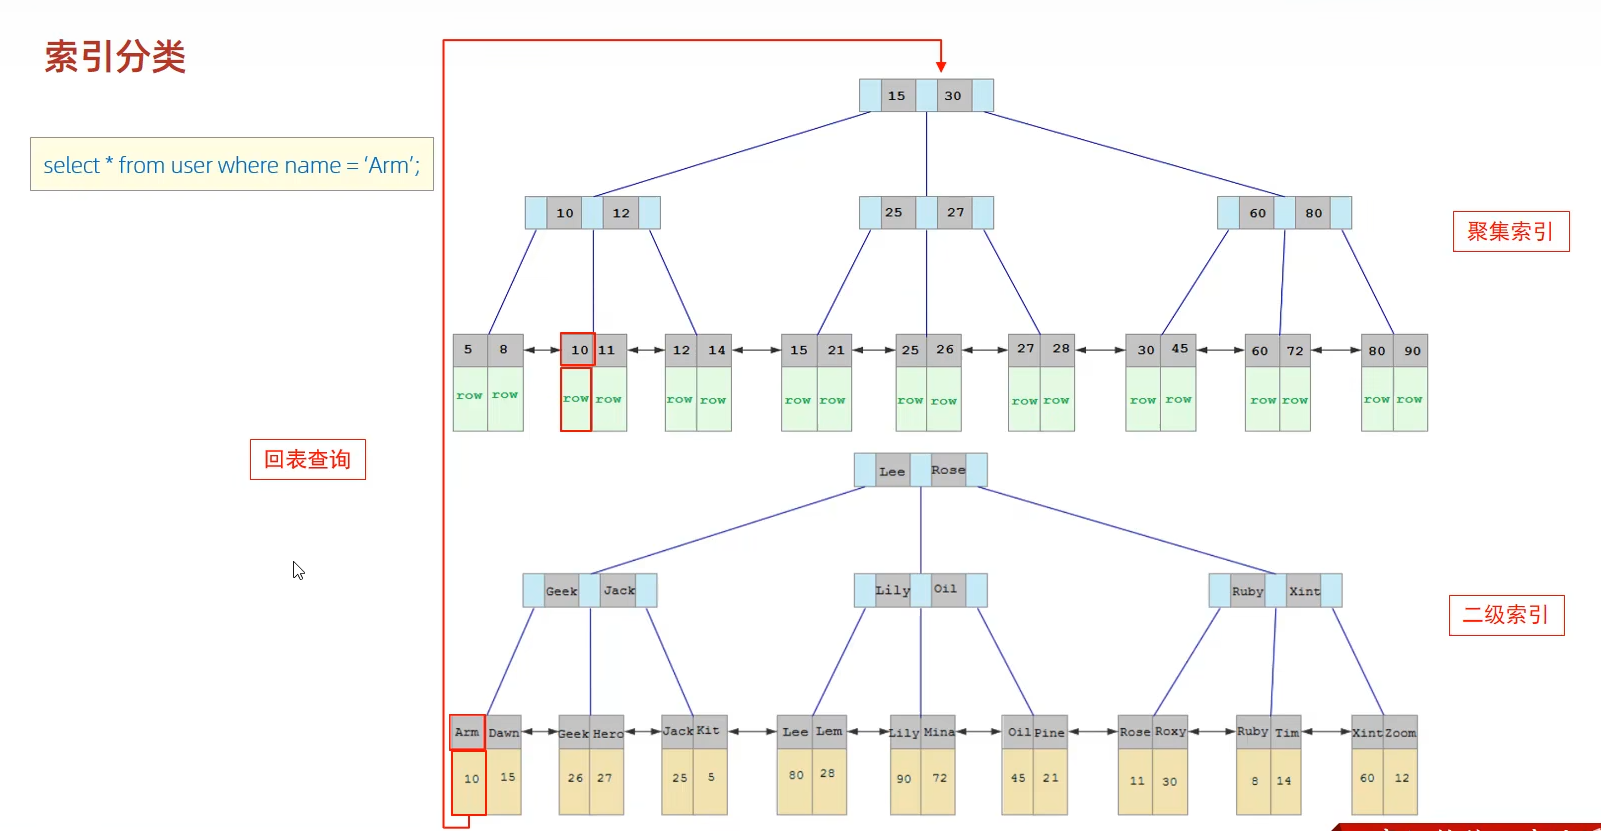 索引分类
select * from user where name = ‘Arm’;
15 30
10 12
25 27
60 80
聚集索引
5 8 10 11 12 14 15 21 25 26 27 28 30 45 60 72 80 90
row row row row row row row row row row row row row row row row row row
回表查询
Lee Rose
Geek Jack
Lily Oil
Ruby Xint
二级索引
Arm Dawn Geek Hero Jack Kit Lee Lem Lily Mina Oil Pine Rose Roxy Ruby Tim Xint Zoom
10 15 26 27 25 5 80 28 90 72 45 21 11 30 8 14 60 12